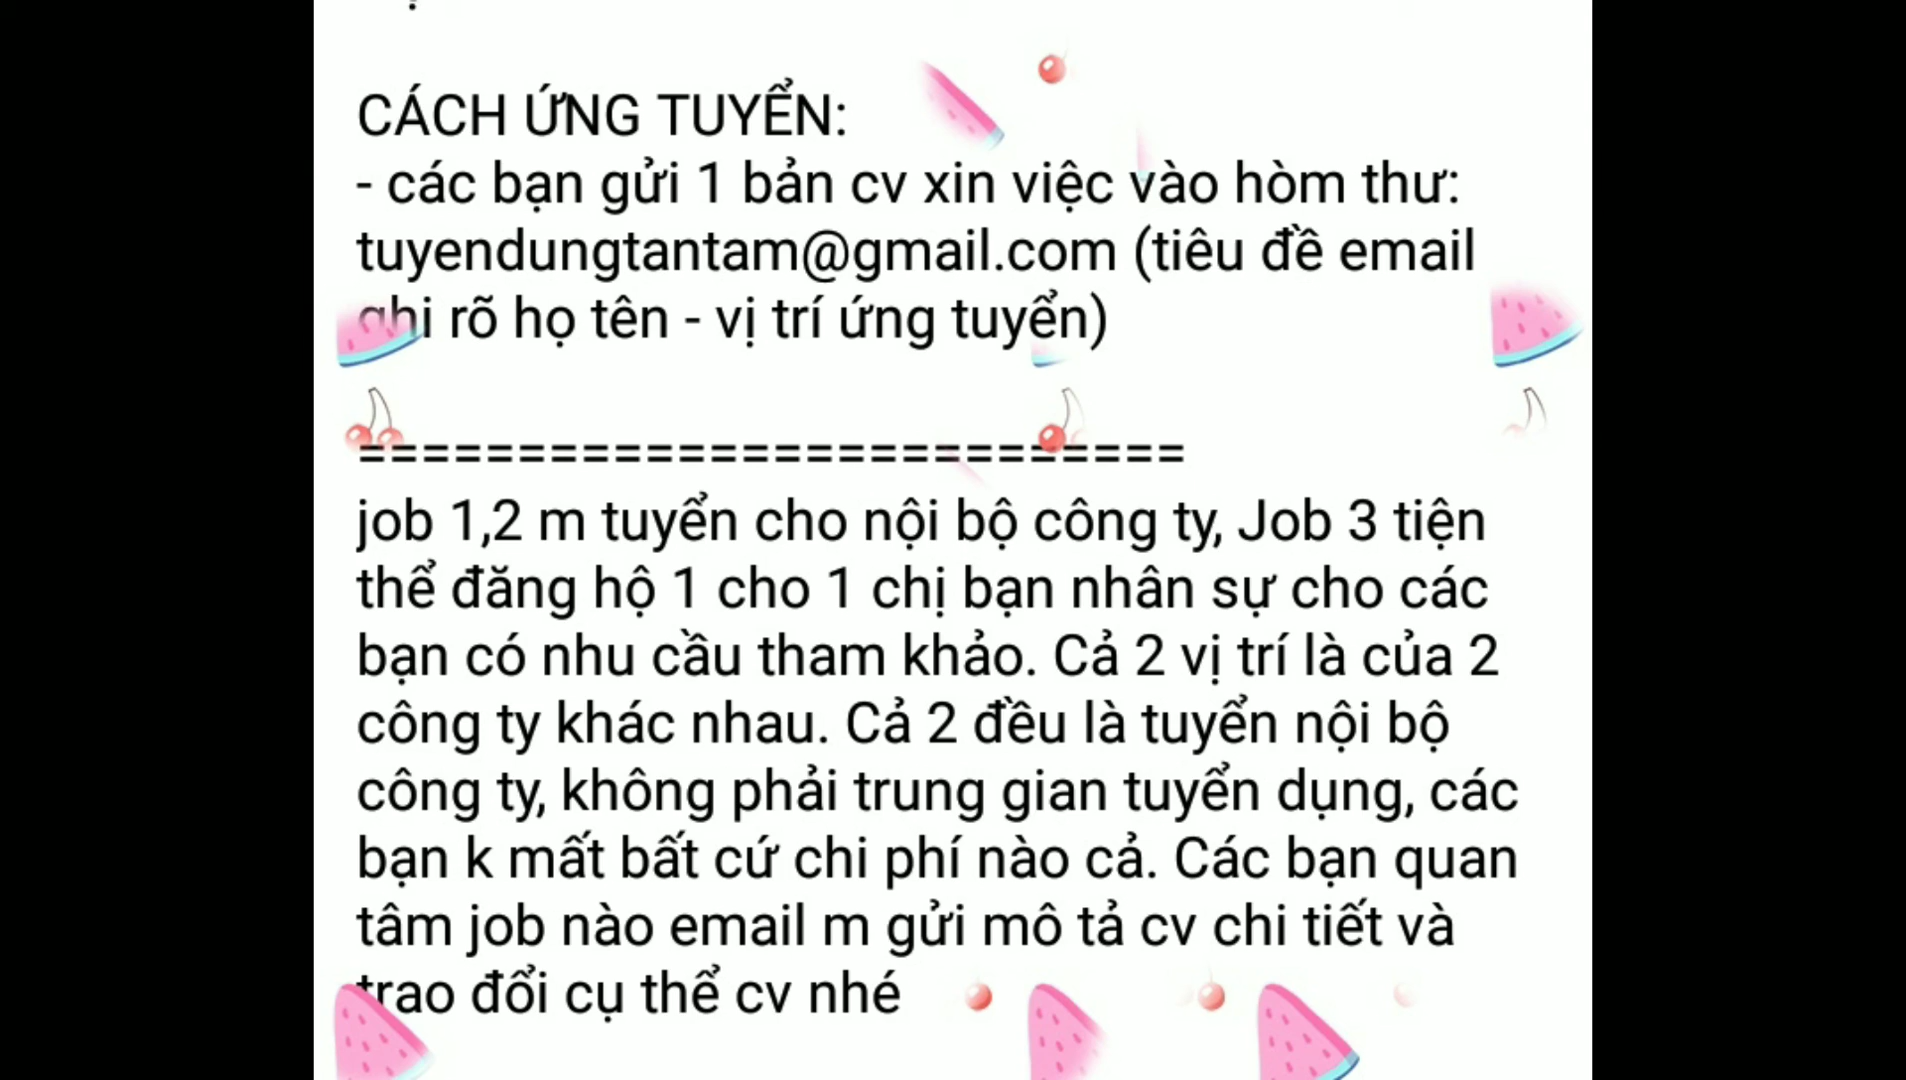 CÁCH ỨNG TUYỂN:
- các bạn gửi 1 bản cv xin việc vào hòm thư:
tuyendungtantam@gmail.com (tiêu đề email
ghi rõ họ tên - vị trí ứng tuyển)
==========================
job 1,2 m tuyển cho nội bộ công ty, Job 3 tiện
thể đăng hộ 1 cho 1 chị bạn nhân sự cho các
bạn có nhu cầu tham khảo. Cả 2 vị trí là của 2
công ty khác nhau. Cả 2 đều là tuyển nội bộ
công ty, không phải trung gian tuyển dụng, các
bạn k mất bất cứ chi phí nào cả. Các bạn quan
tâm job nào email m gửi mô tả cv chi tiết và
trao đổi cụ thể cv nhé